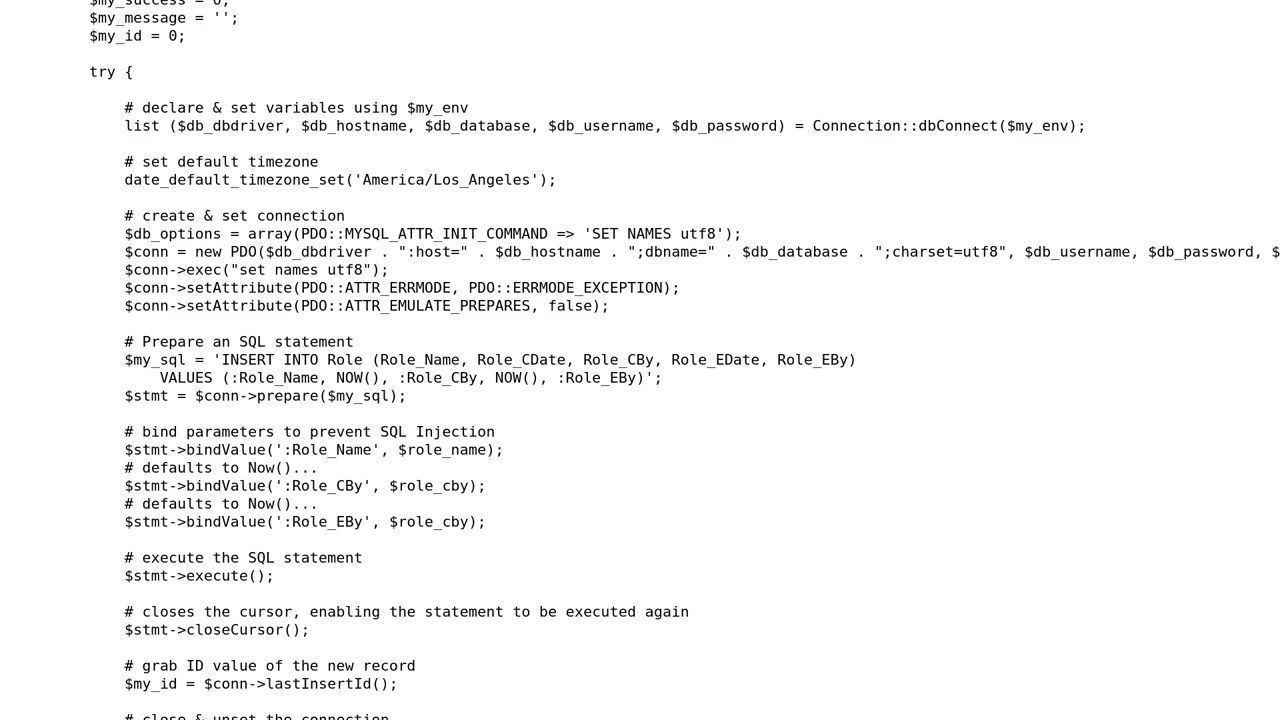 $my_success = 0;
$my_message = '';
$my_id = 0;
try {
# declare & set variables using $my_env
list ($db_dbdriver, $db_hostname, $db_database, $db_username, $db_password) = Connection::dbConnect($my_env);
# set default timezone
date_default_timezone_set('America/Los_Angeles');
# create & set connection
$db_options = array(PDO::MYSQL_ATTR_INIT_COMMAND => 'SET NAMES utf8');
$conn = new PDO($db_dbdriver . ":host=" . $db_hostname . ";dbname=" . $db_database . ";charset=utf8", $db_username, $db_password, $
$conn->exec("set names utf8");
$conn->setAttribute(PDO::ATTR_ERRMODE, PDO::ERRMODE_EXCEPTION);
$conn->setAttribute(PDO::ATTR_EMULATE_PREPARES, false);
# Prepare an SQL statement
$my_sql = 'INSERT INTO Role (Role_Name, Role_CDate, Role_CBy, Role_EDate, Role_EBy)
VALUES (:Role_Name, NOW(), :Role_CBy, NOW(), :Role_EBy)';
$stmt = $conn->prepare($my_sql);
# bind parameters to prevent SQL Injection
$stmt->bindValue(':Role_Name', $role_name);
# defaults to Now()...
$stmt->bindValue(':Role_CBy', $role_cby);
# defaults to Now()...
$stmt->bindValue(':Role_EBy', $role_cby);
# execute the SQL statement
$stmt->execute();
# closes the cursor, enabling the statement to be executed again
$stmt->closeCursor();
# grab ID value of the new record
$my_id = $conn->lastInsertId();
# close & unset the connection